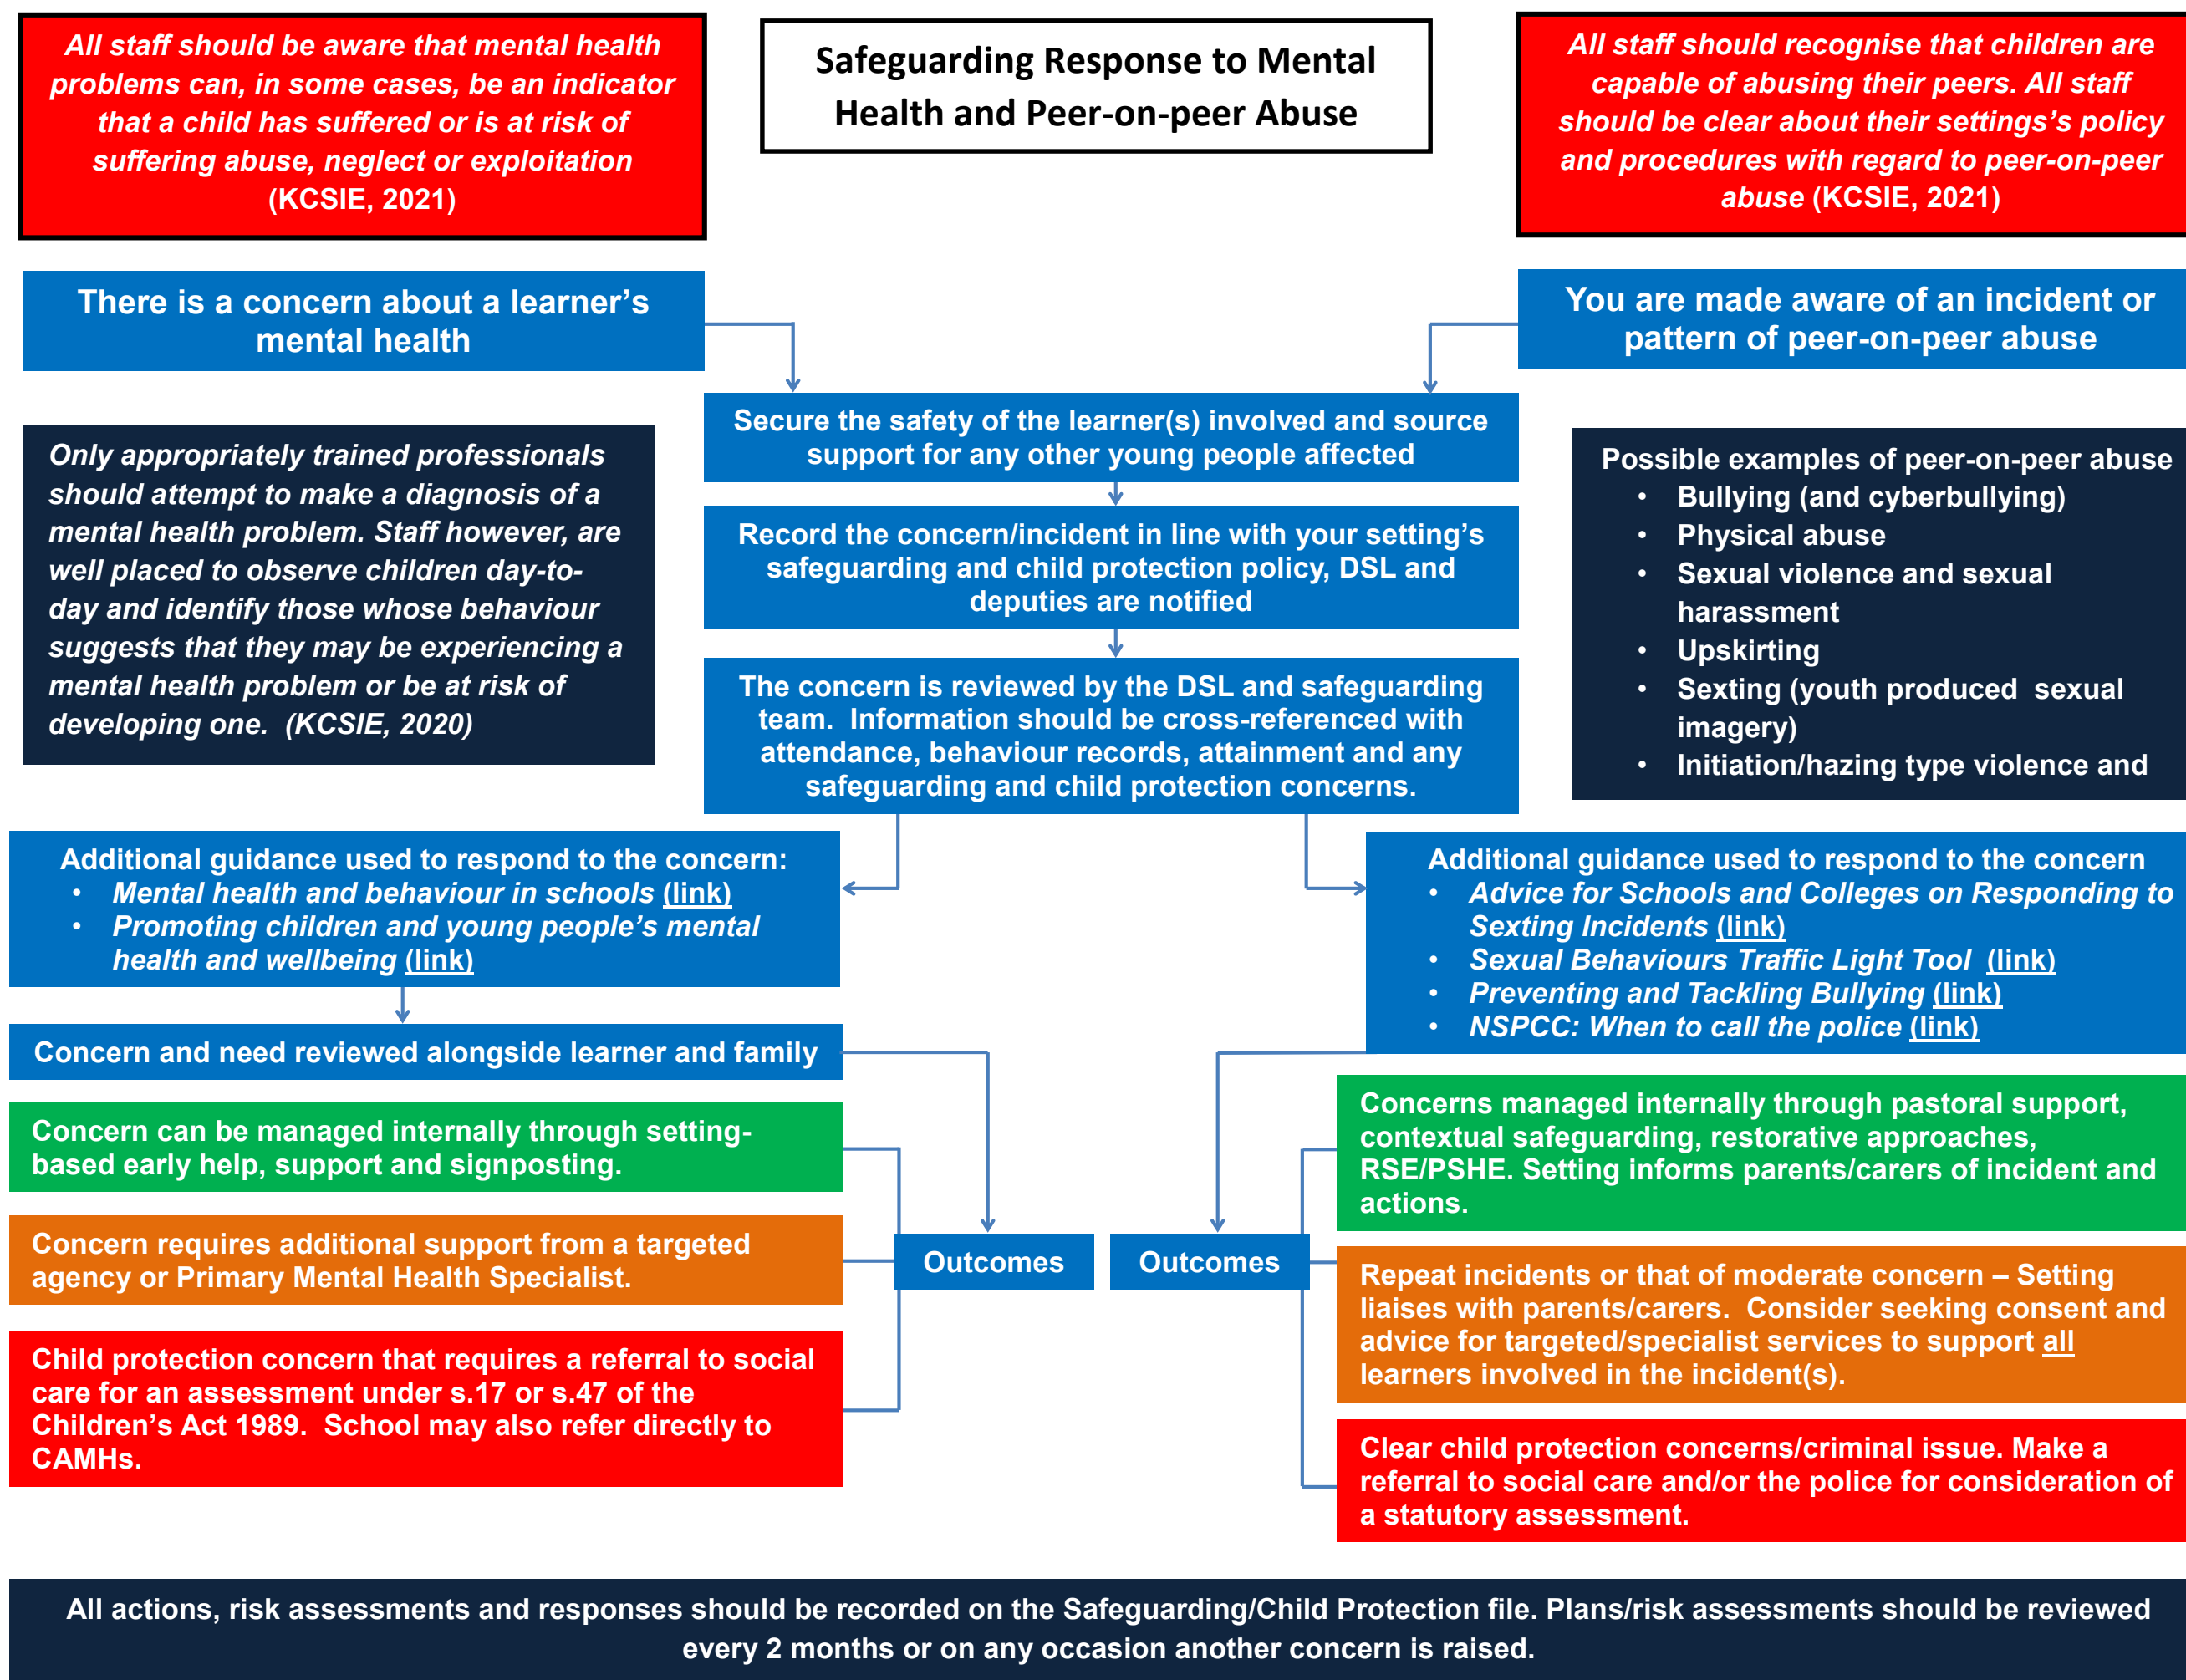 All staff should be aware that mental health
problems can, in some cases, be an indicator
that a child has suffered or is at risk of
suffering abuse, neglect or exploitation
(KCSIE, 2021)
Safeguarding Response to Mental
Health and Peer-on-peer Abuse
All staff should recognise that children are
capable of abusing their peers. All staff
should be clear about their settings's policy
and procedures with regard to peer-on-peer
abuse (KCSIE, 2021)
There is a concern about a learner’s
mental health
You are made aware of an incident or
pattern of peer-on-peer abuse
Secure the safety of the learner(s) involved and source
support for any other young people affected
Only appropriately trained professionals
should attempt to make a diagnosis of a
mental health problem. Staff however, are
well placed to observe children day-to-
day and identify those whose behaviour
suggests that they may be experiencing a
mental health problem or be at risk of
developing one. (KCSIE, 2020)
Record the concern/incident in line with your setting’s
safeguarding and child protection policy, DSL and
deputies are notified
The concern is reviewed by the DSL and safeguarding
team. Information should be cross-referenced with
attendance, behaviour records, attainment and any
safeguarding and child protection concerns.
Possible examples of peer-on-peer abuse
• Bullying (and cyberbullying)
• Physical abuse
• Sexual violence and sexual
harassment
• Upskirting
• Sexting (youth produced sexual
imagery)
• Initiation/hazing type violence and
Additional guidance used to respond to the concern:
• Mental health and behaviour in schools (link)
• Promoting children and young people’s mental
health and wellbeing (link)
Additional guidance used to respond to the concern
• Advice for Schools and Colleges on Responding to
Sexting Incidents (link)
• Sexual Behaviours Traffic Light Tool (link)
• Preventing and Tackling Bullying (link)
• NSPCC: When to call the police (link)
Concern and need reviewed alongside learner and family
Concern can be managed internally through setting-
based early help, support and signposting.
Concern requires additional support from a targeted
agency or Primary Mental Health Specialist.
Child protection concern that requires a referral to social
care for an assessment under s.17 or s.47 of the
Children’s Act 1989. School may also refer directly to
CAMHs.
Outcomes
Outcomes
Concerns managed internally through pastoral support,
contextual safeguarding, restorative approaches,
RSE/PSHE. Setting informs parents/carers of incident and
actions.
Repeat incidents or that of moderate concern – Setting
liaises with parents/carers. Consider seeking consent and
advice for targeted/specialist services to support all
learners involved in the incident(s).
Clear child protection concerns/criminal issue. Make a
referral to social care and/or the police for consideration of
a statutory assessment.
All actions, risk assessments and responses should be recorded on the Safeguarding/Child Protection file. Plans/risk assessments should be reviewed
every 2 months or on any occasion another concern is raised.